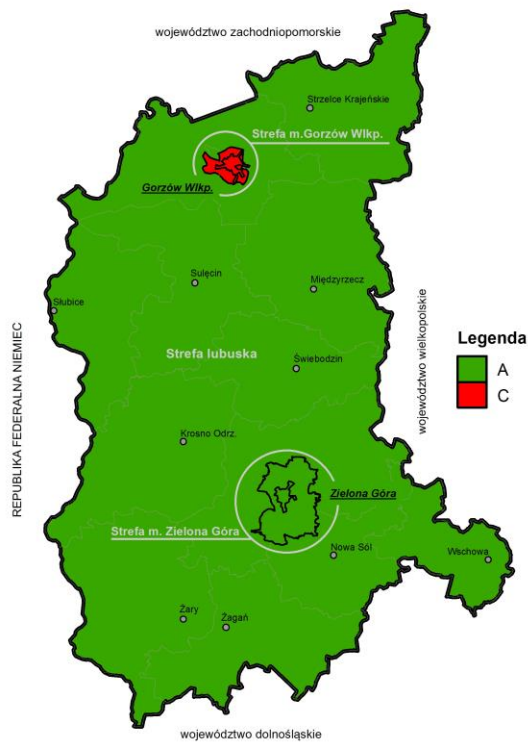 województwo zachodniopomorskie
Strzelce Krajeńskie
Strefa m.Gorzów Wlkp.
Gorzów Wlkp.
Sulęcin
Międzyrzecz
Słubice
REPUBLIKA FEDERALNA NIEMIEC
województwo wielkopolskie
Legenda
A
C
Strefa lubuska
Świebodzin
Krosno Odrz.
Zielona Góra
Strefa m. Zielona Góra
Nowa Sól
Wschowa
Żary
Żagań
województwo dolnośląskie